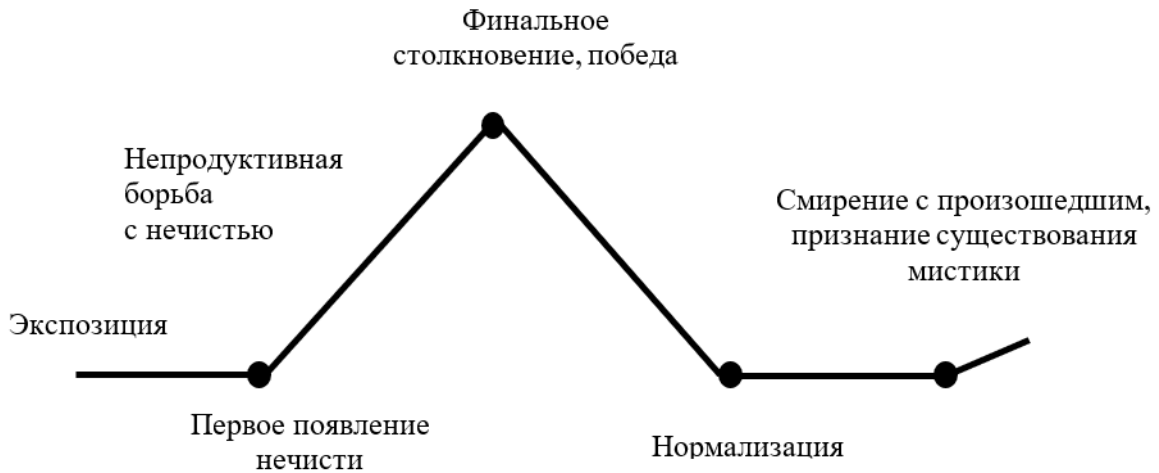 Финальное
столкновение, победа
Непродуктивная
борьба
с нечистью
Смирение с произошедшим,
признание существования
мистики
Экспозиция
Первое появление
нечисти
Нормализация